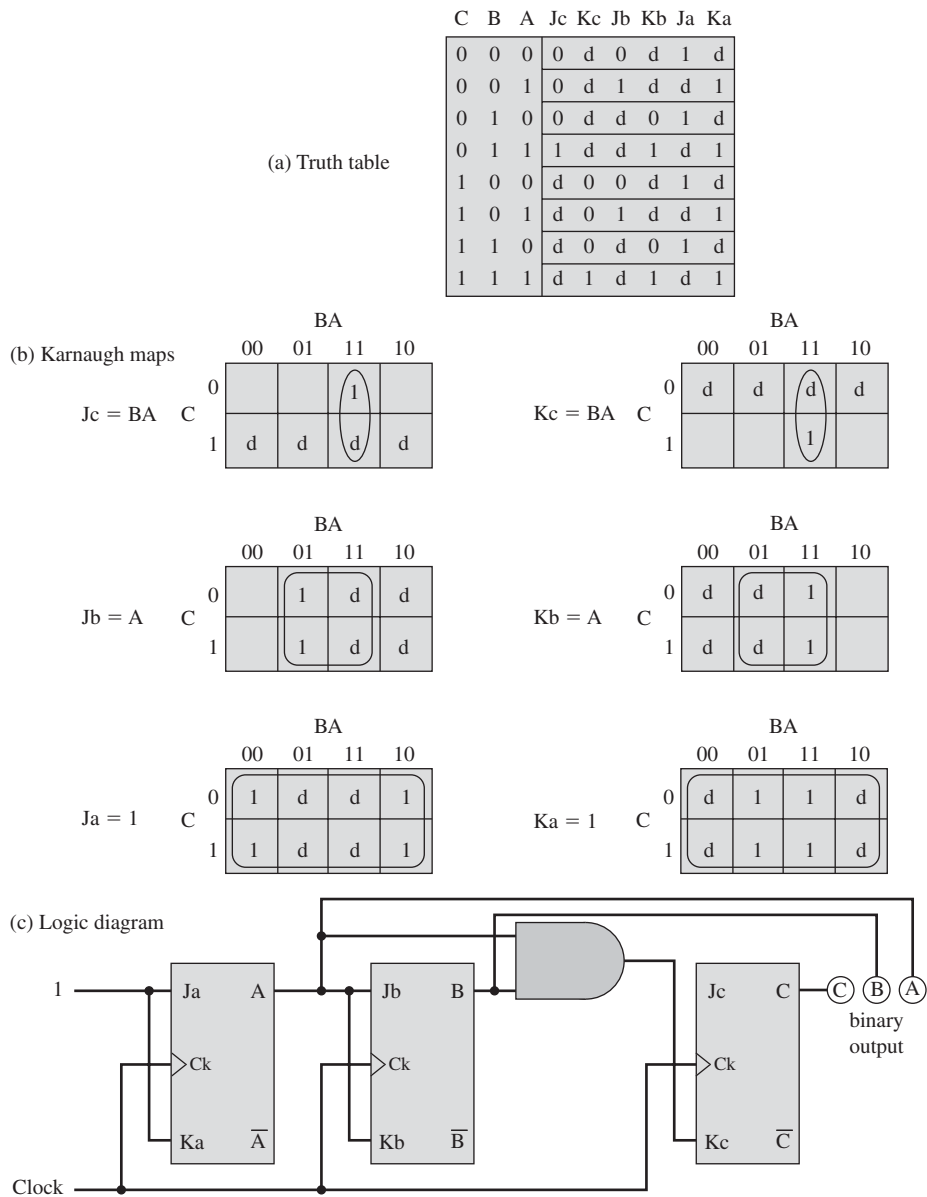 C B A Jc Kc Jb Kb Ja Ka
0 0 0 0 d 0 d 1 d
0 0 1 0 d 1 d d 1
0 1 0 0 d d 0 1 d
0 1 1 1 d d 1 d 1
1 0 0 d 0 0 d 1 d
1 0 1 d 0 1 d d 1
1 1 0 d 0 d 0 1 d
1 1 1 d 1 d 1 d 1
(a) Truth table
(b) Karnaugh maps
BA
00 01 11 10
Jc = BA C
0 1
1 d d d d
BA
00 01 11 10
Kc = BA C
0 d d d d
1 1
BA
00 01 11 10
Jb = A C
0 1 d d
1 1 d d
BA
00 01 11 10
Kb = A C
0 d d 1
1 d d 1
BA
00 01 11 10
Ja = 1 C
0 1 d d 1
1 1 d d 1
BA
00 01 11 10
Ka = 1 C
0 d 1 1 d
1 d 1 1 d
(c) Logic diagram
1 Ja A Jb B Jc C C B A
binary
output
Ck Ck Ck
Ka A̅ Kb B̅ Kc C̅
Clock